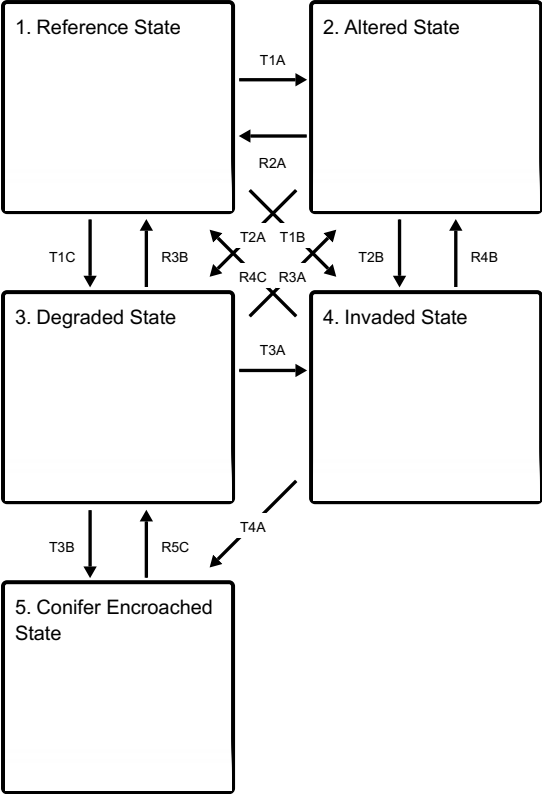 1. Reference State
2. Altered State
T1A
R2A
T1C
R3B
T2A
T1B
T2B
R4B
R4C
R3A
3. Degraded State
4. Invaded State
T3A
T4A
T3B
R5C
5. Conifer Encroached
State